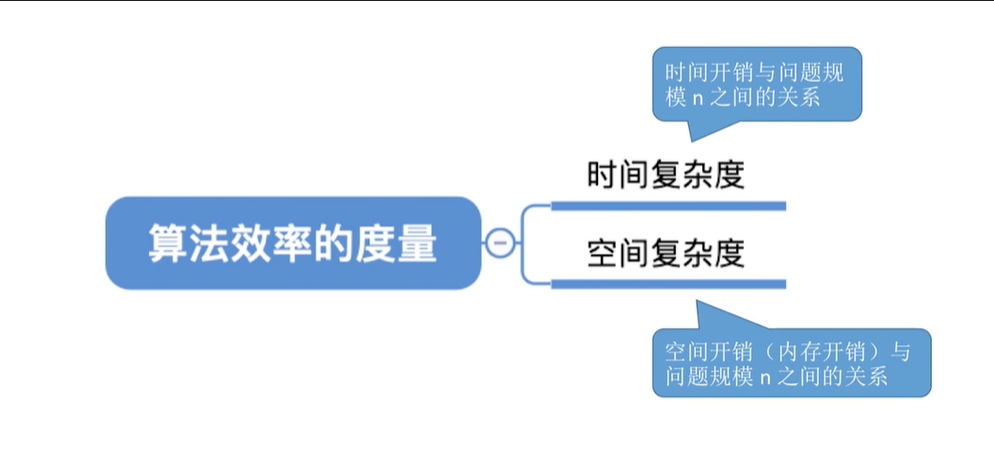 时间开销与问题规
模 n 之间的关系
时间复杂度
算法效率的度量
空间复杂度
空间开销（内存开销）与
问题规模 n 之间的关系